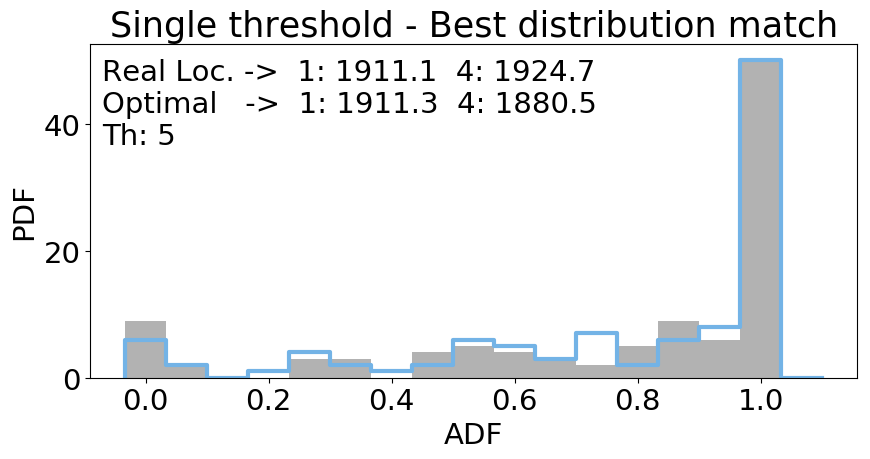 Single threshold - Best distribution match
Real Loc. -> 1: 1911.1 4: 1924.7
Optimal -> 1: 1911.3 4: 1880.5
Th: 5
PDF
40
20
0
0.0 0.2 0.4 0.6 0.8 1.0
ADF